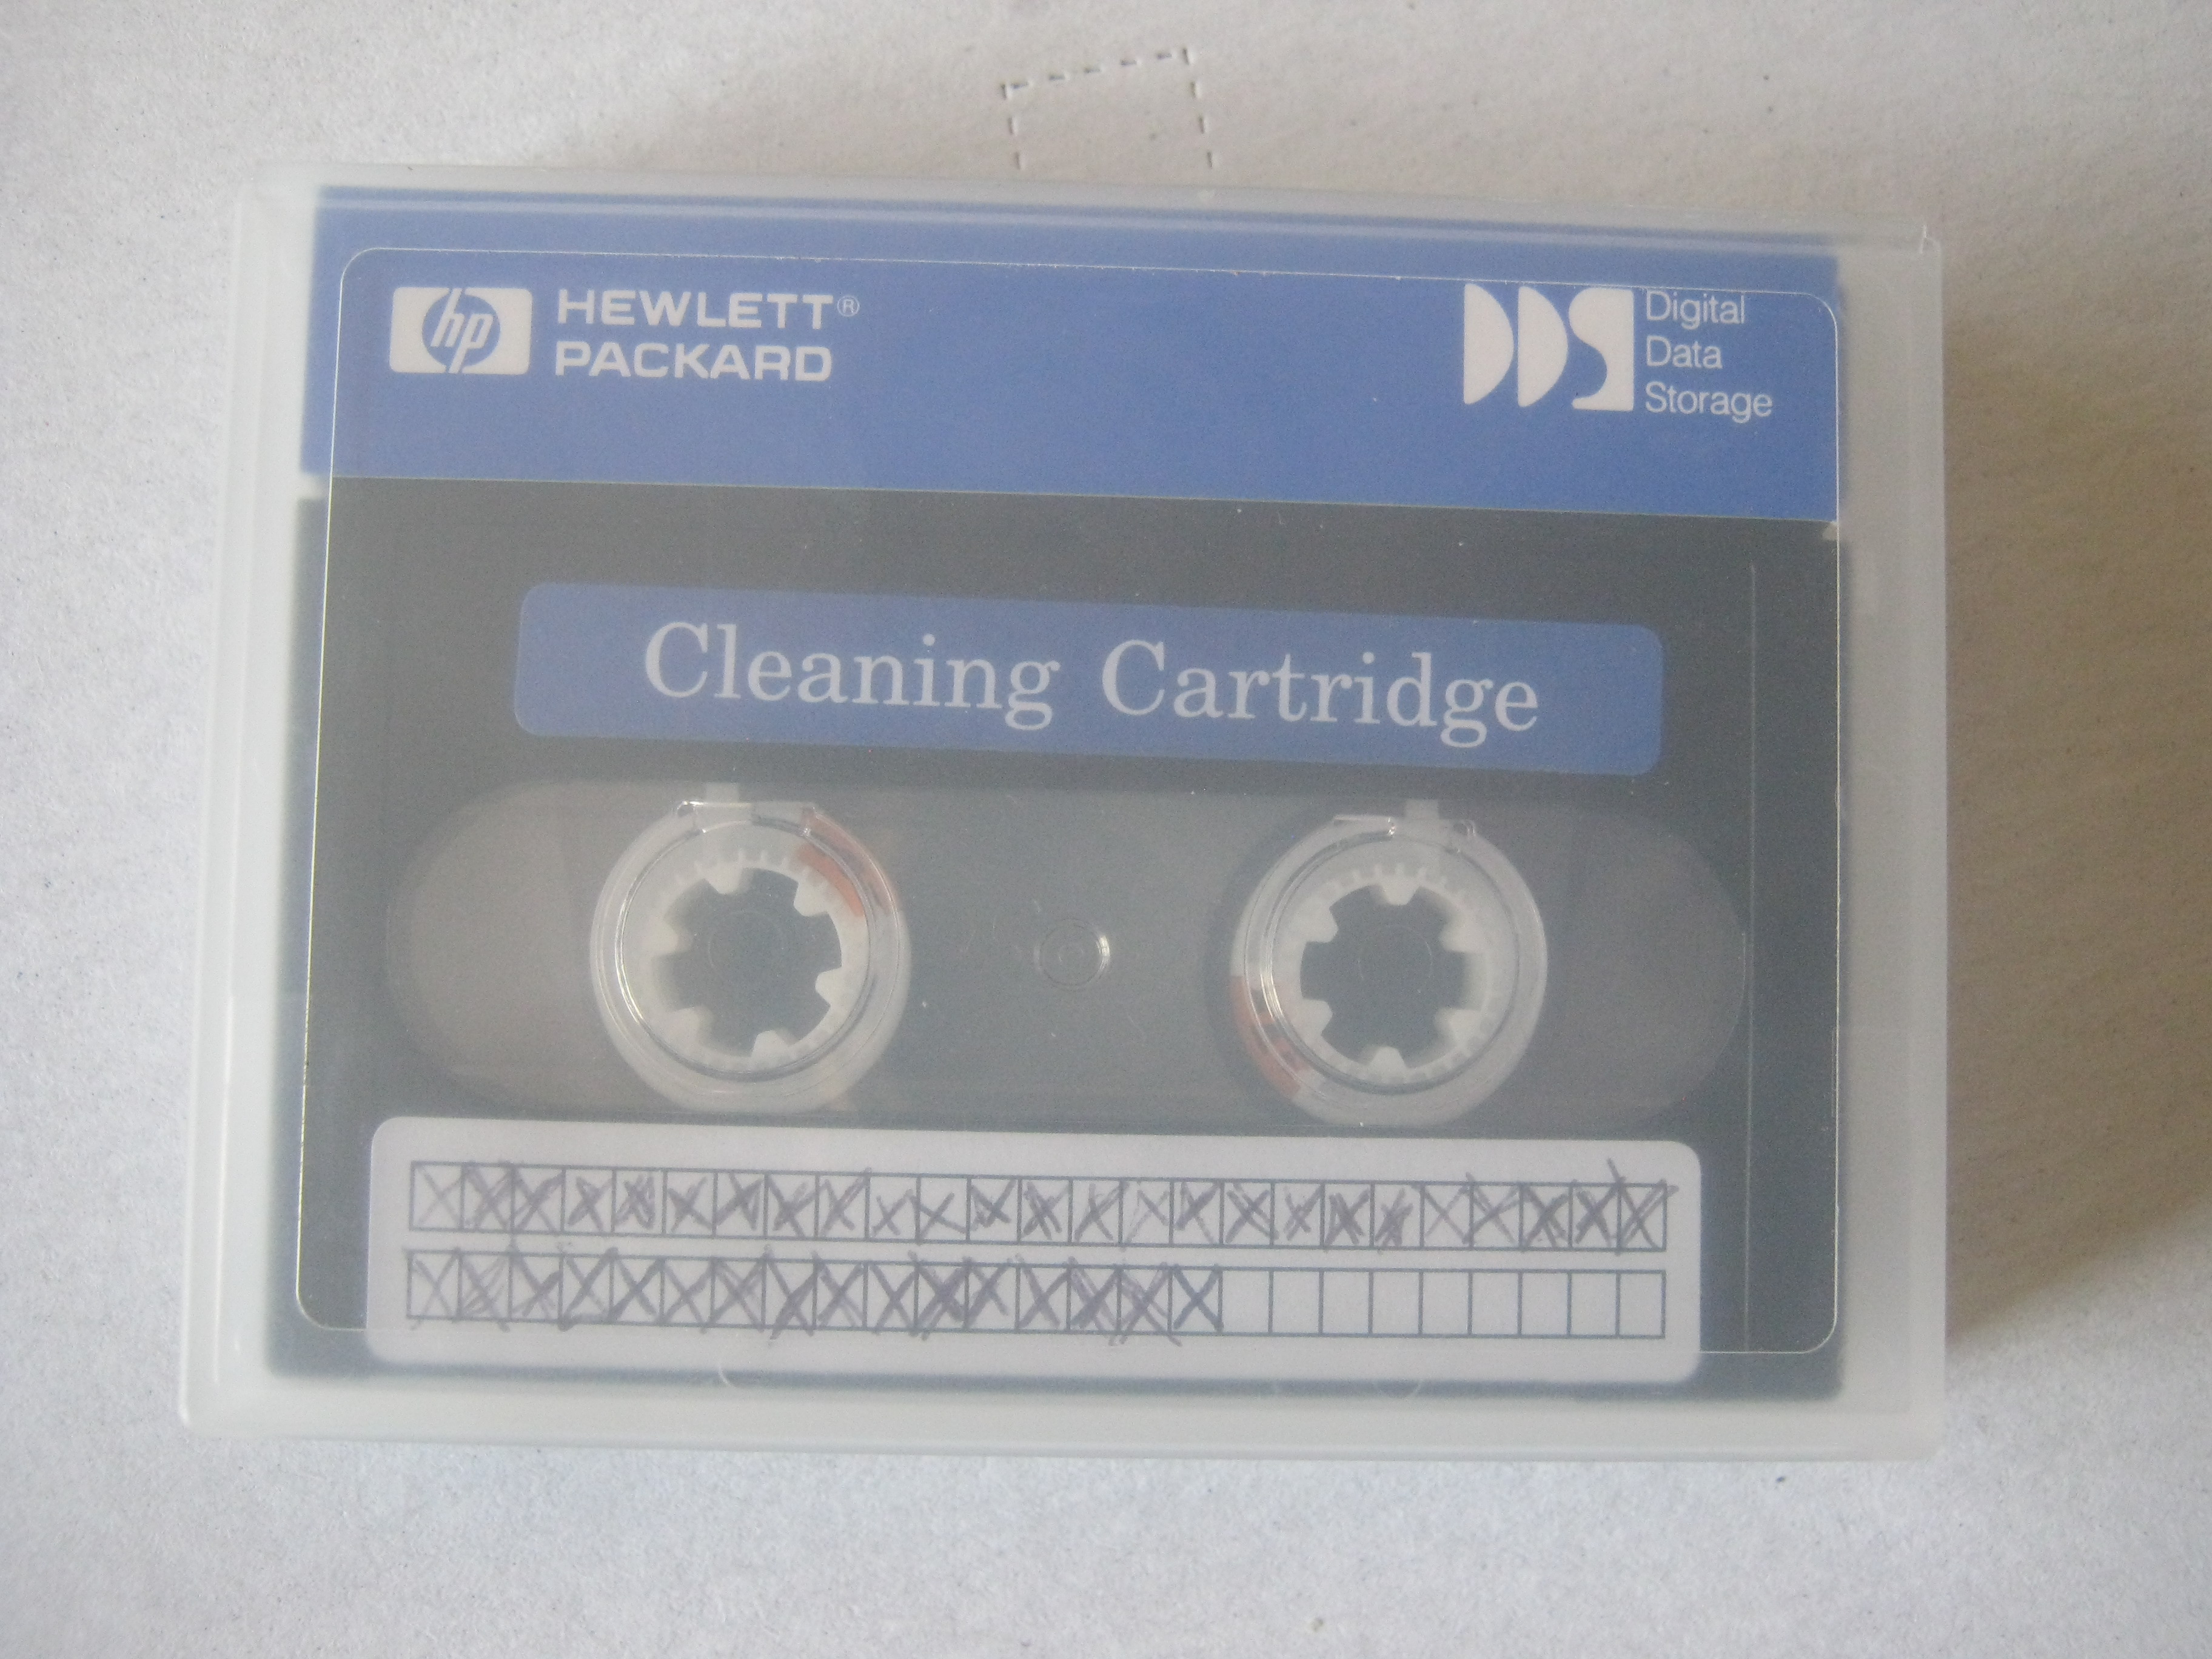 hp HEWLETT®
PACKARD
DDS Digital
Data
Storage
Cleaning Cartridge